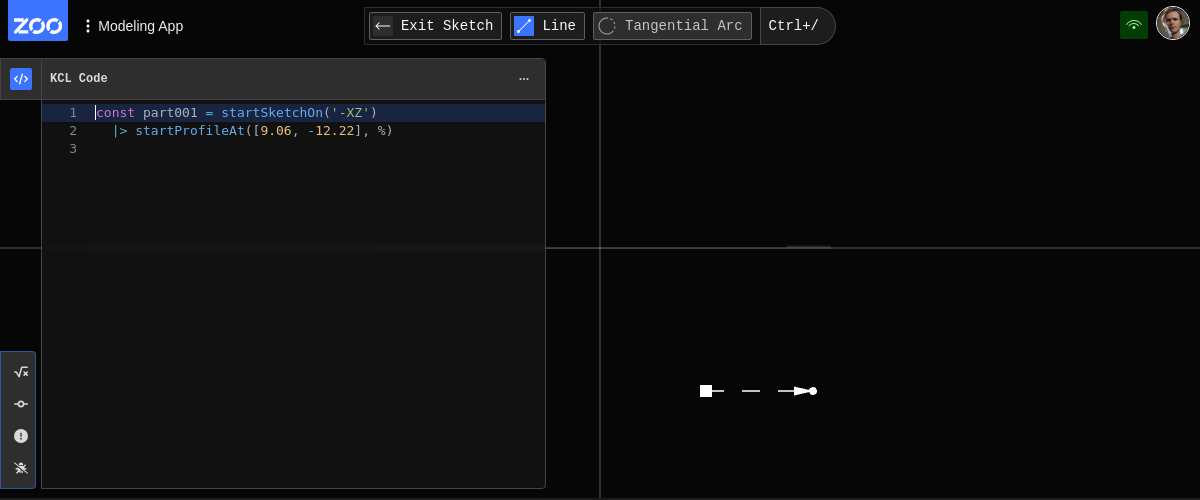 ZOO
Modeling App
Exit Sketch
Line
Tangential Arc
Ctrl+/
KCL Code
1 const part001 = startSketchOn('-XZ')
2   |> startProfileAt([9.06, -12.22], %)
3